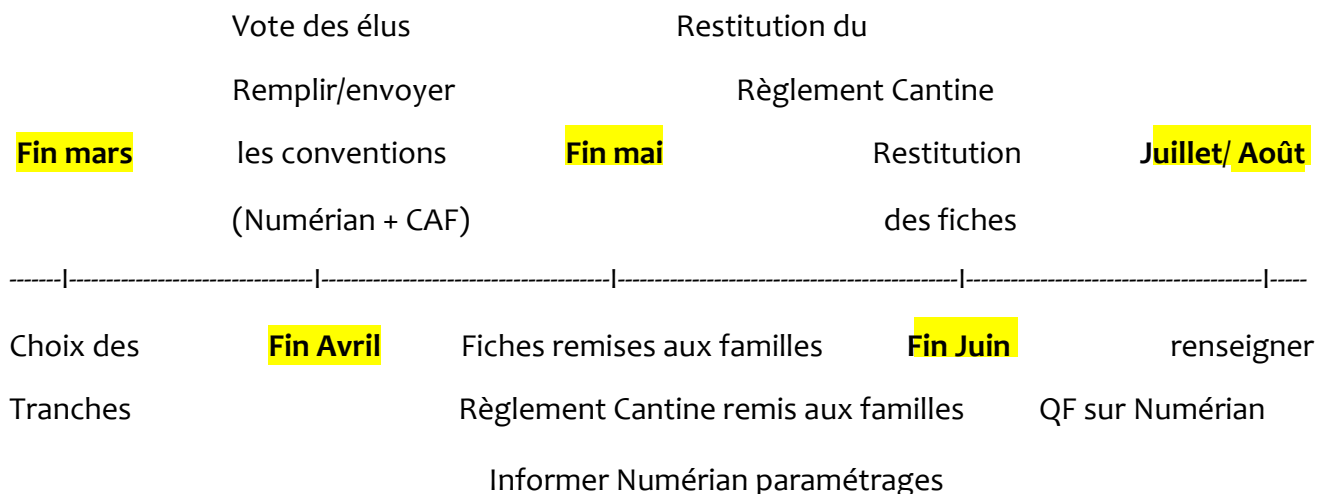 Vote des élus Restitution du
Remplir/envoyer Règlement Cantine
Fin mars les conventions Fin mai Restitution Juillet/ Août
(Numérian + CAF) des fiches
-------|---------------------------------|---------------------------------------|----------------------------------------------|----------------------------------------|-----
Choix des Fin Avril Fiches remises aux familles Fin Juin renseigner
Tranches Règlement Cantine remis aux familles QF sur Numérian
Informer Numérian paramétrages